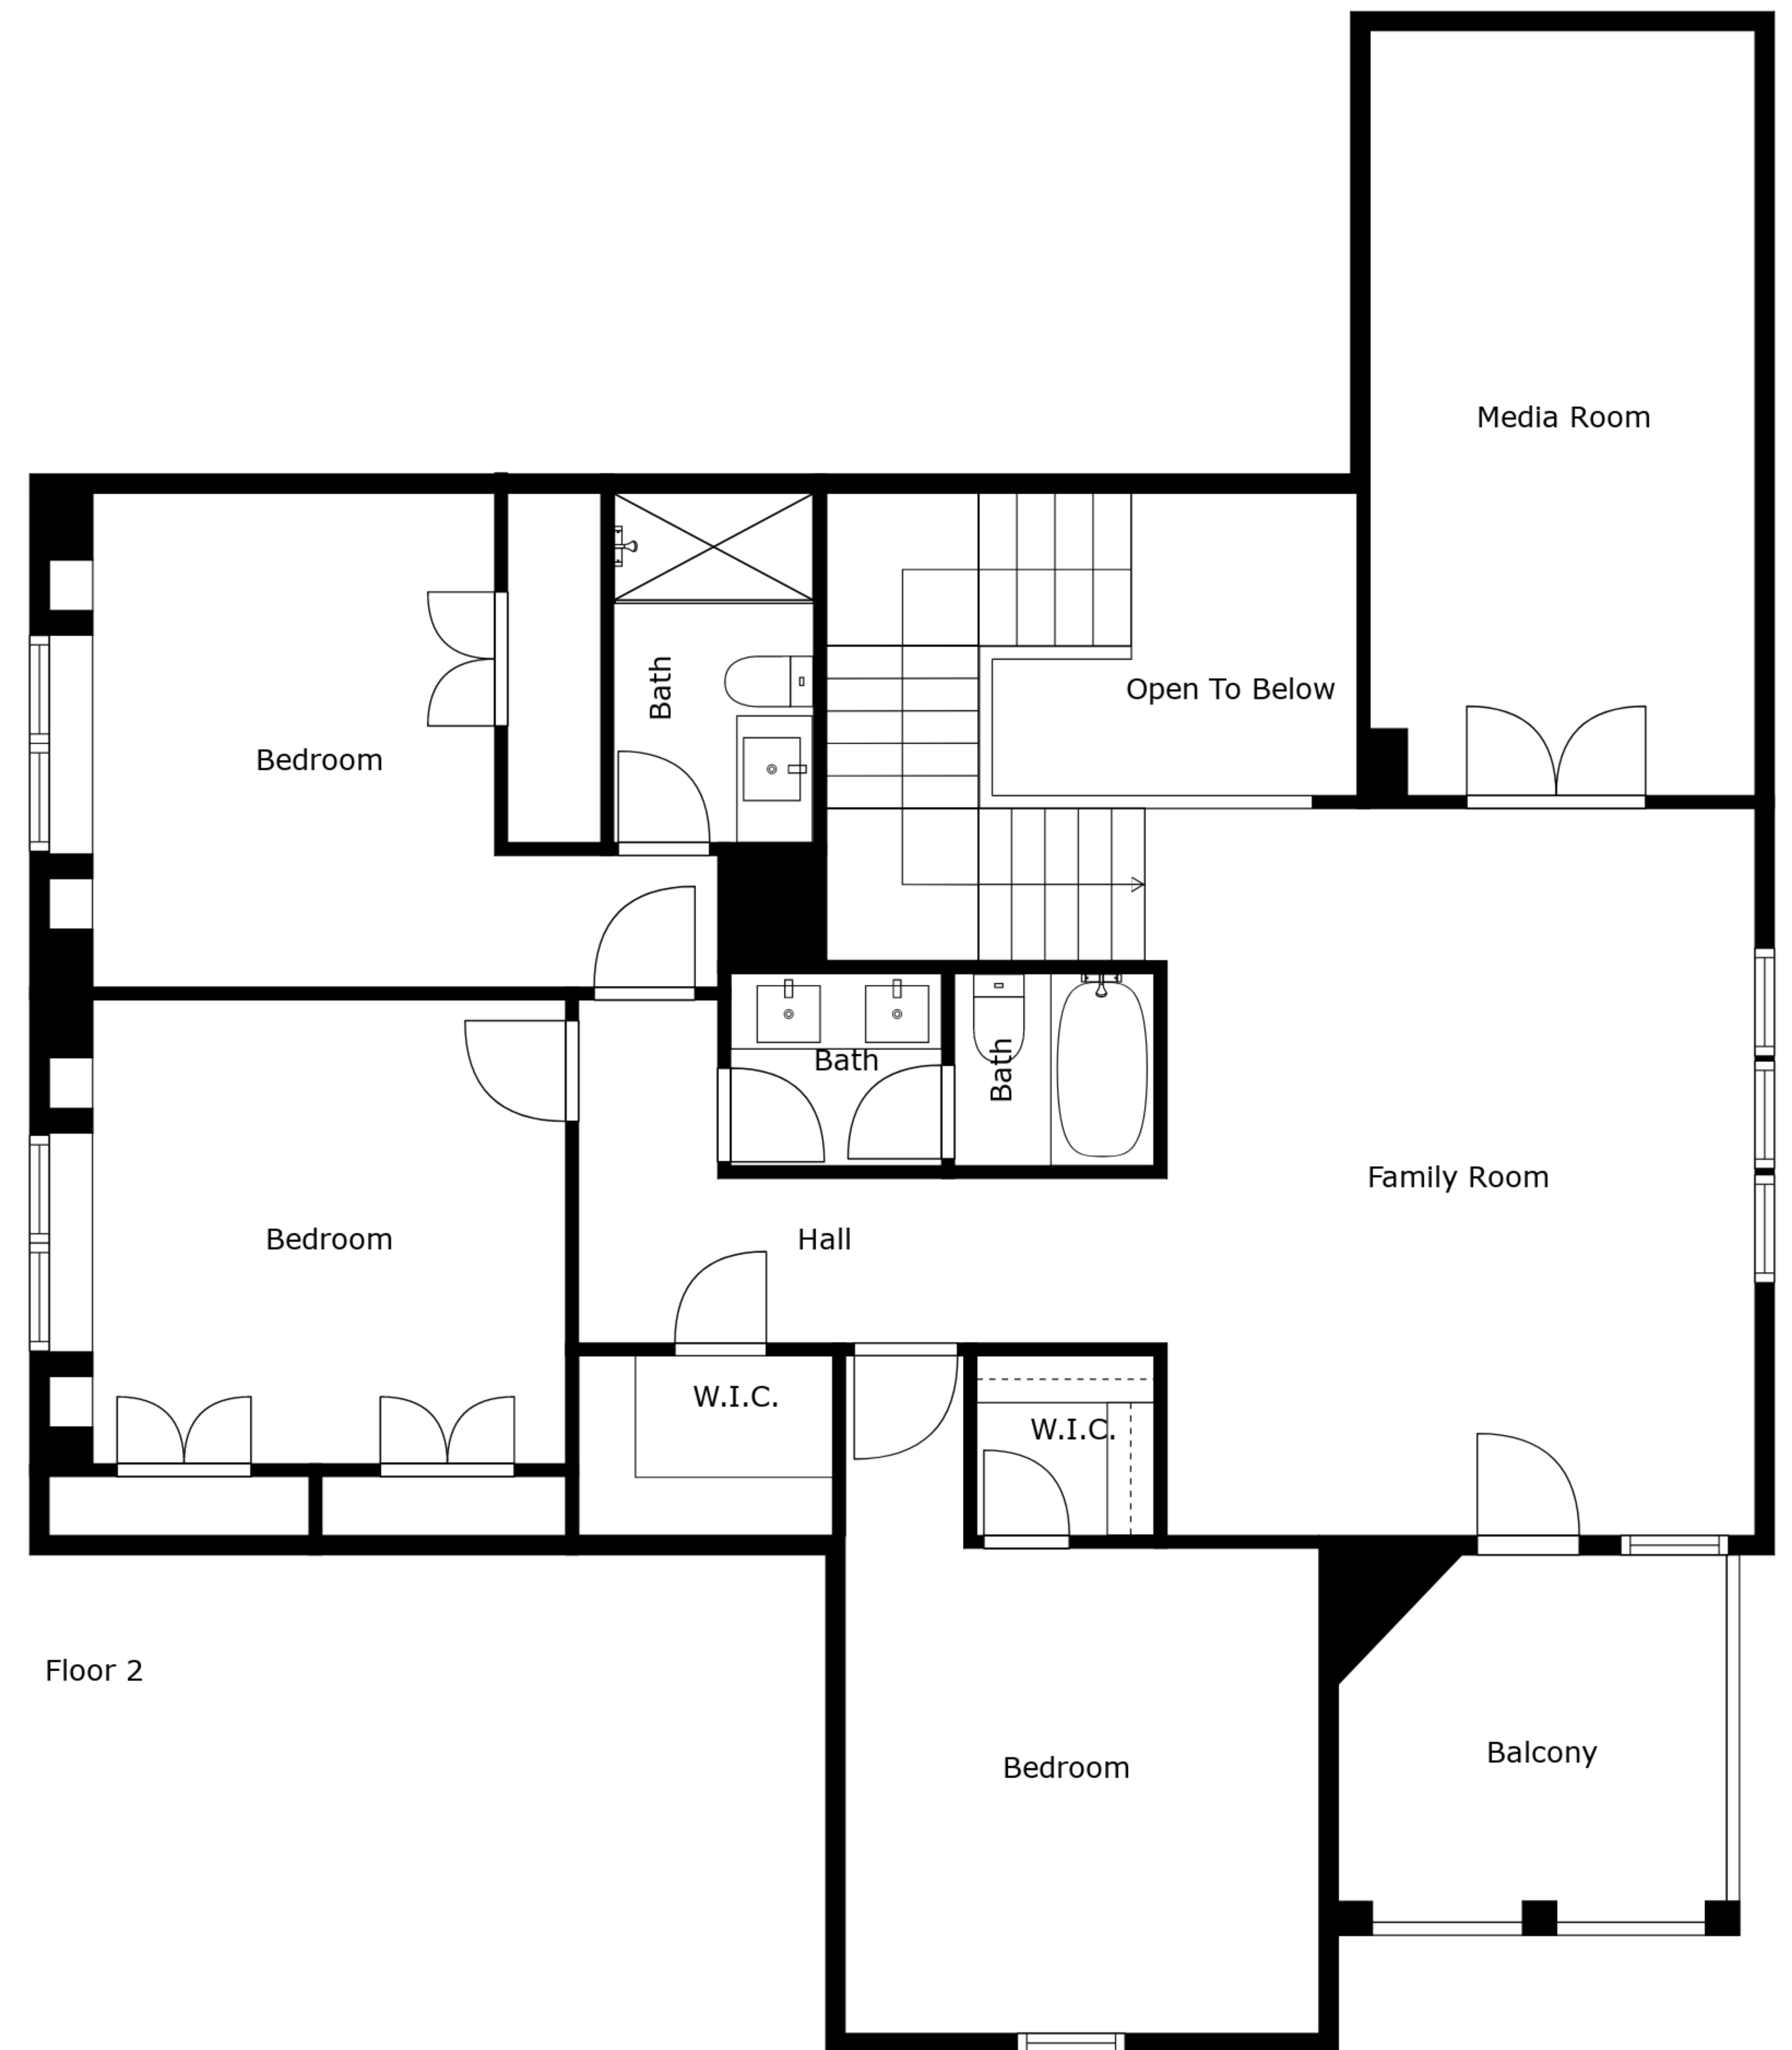 Media Room
Bath
Open To Below
Bedroom
Bath
Bath
Family Room
Bedroom
Hall
W.I.C.
W.I.C.
Floor 2
Balcony
Bedroom